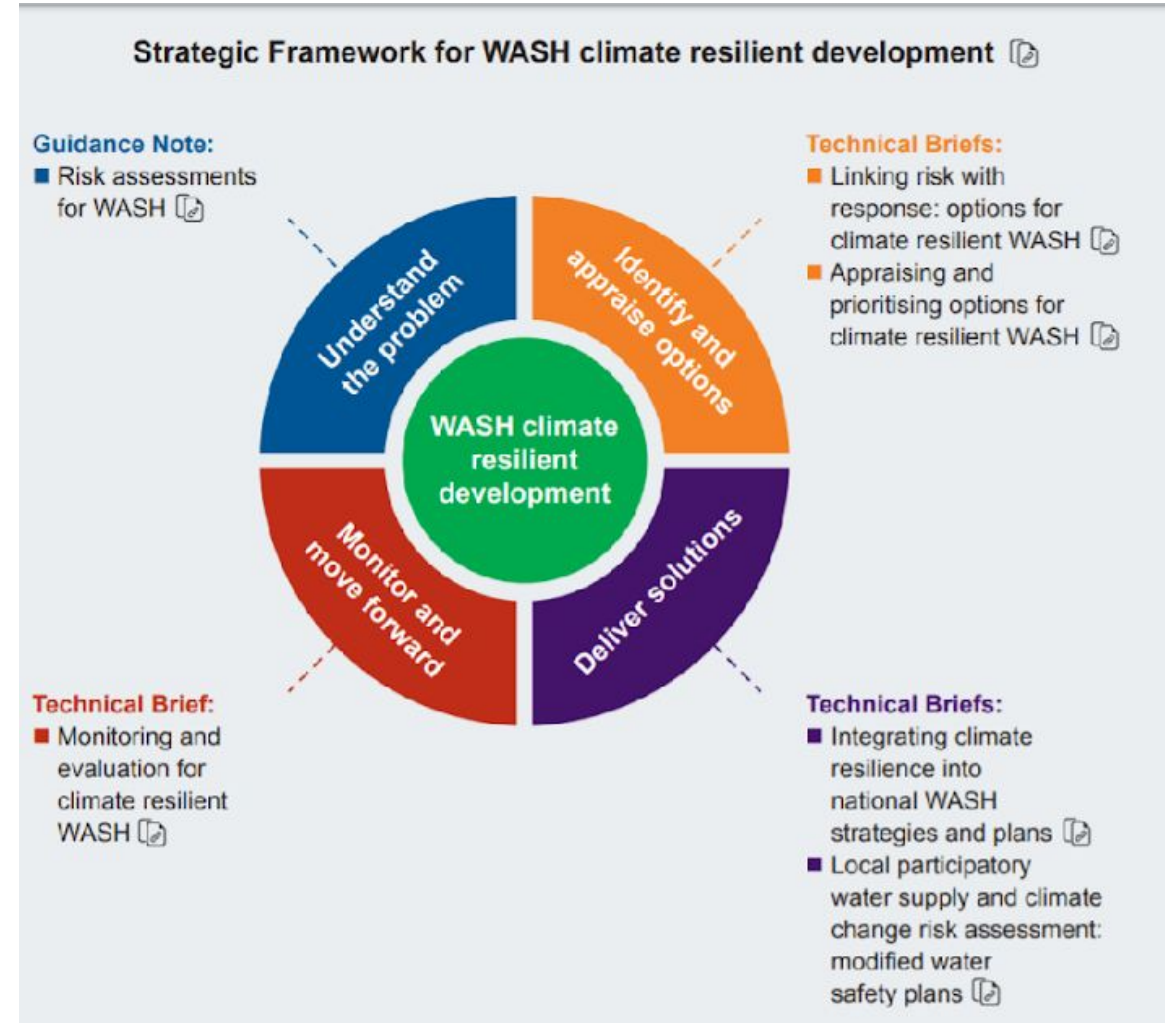 Strategic Framework for WASH climate resilient development
Guidance Note:
Risk assessments
for WASH
Technical Briefs:
Linking risk with
response: options for
climate resilient WASH
Appraising and
prioritising options for
climate resilient WASH
Understand
the problem
Identify and
appraise options
WASH climate
resilient
development
Monitor and
move forward
Deliver solutions
Technical Brief:
Monitoring and
evaluation for
climate resilient
WASH
Technical Briefs:
Integrating climate
resilience into
national WASH
strategies and plans
Local participatory
water supply and climate
change risk assessment:
modified water
safety plans